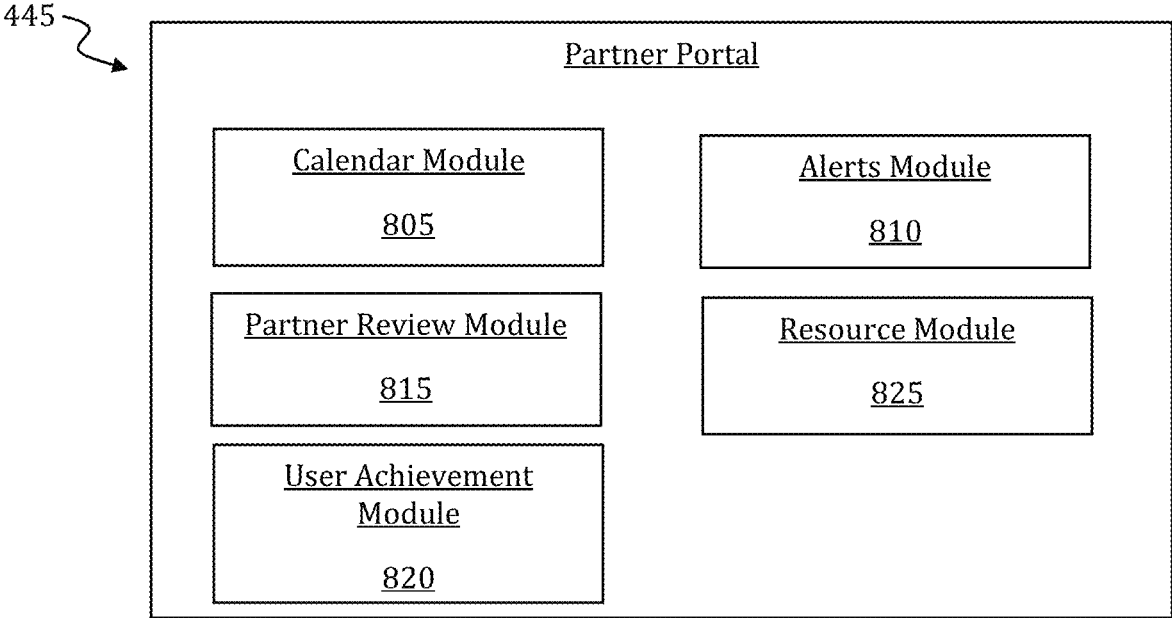 445
Partner Portal
Calendar Module
805
Alerts Module
810
Partner Review Module
815
Resource Module
825
User Achievement
Module
820